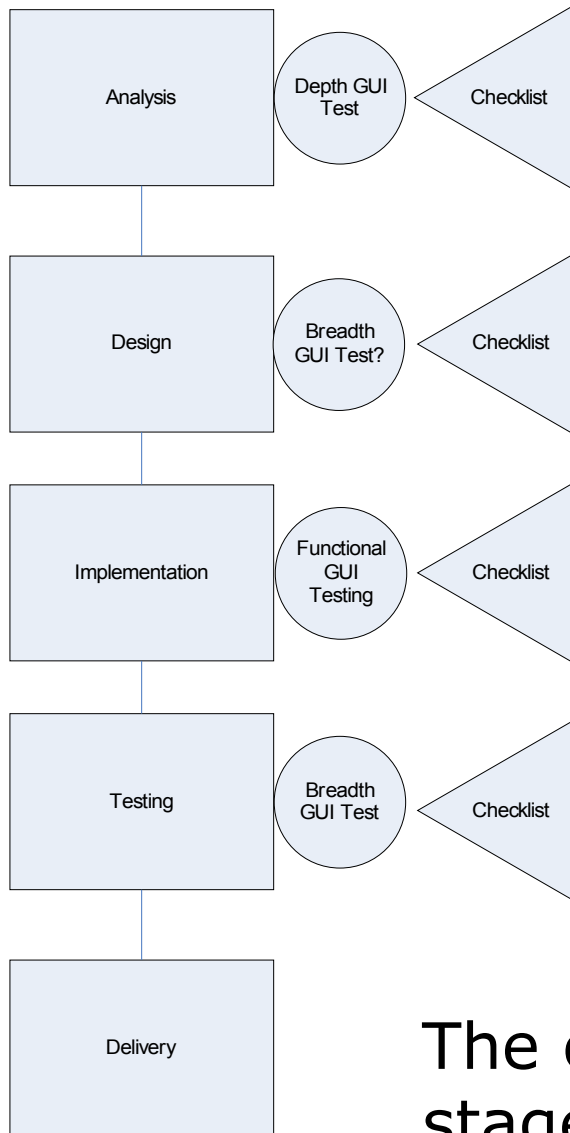 Analysis
Depth GUI
Test
Checklist
Design
Breadth
GUI Test?
Checklist
Implementation
Functional
GUI
Testing
Checklist
Testing
Breadth
GUI Test
Checklist
Delivery
The
stage